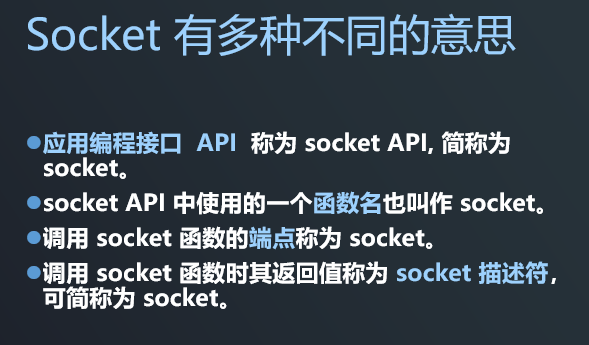 Socket 有多种不同的意思
●应用编程接口 API 称为 socket API, 简称为
socket。
●socket API 中使用的一个函数名也叫作 socket。
●调用 socket 函数的端点称为 socket。
●调用 socket 函数时其返回值称为 socket 描述符，
可简称为 socket。